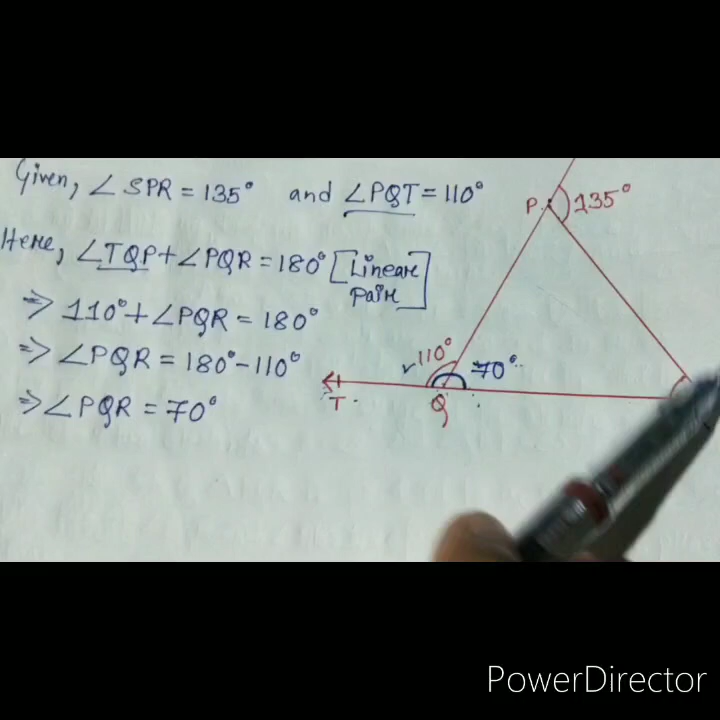 Given, ∠SPR = 135° and ∠PQT = 110°
Here, ∠TQP + ∠PQR = 180° [Linear pair]
⇒ 110° + ∠PQR = 180°
⇒ ∠PQR = 180° - 110°
⇒ ∠PQR = 70°
P 135°
110° 70°
T Q
PowerDirector